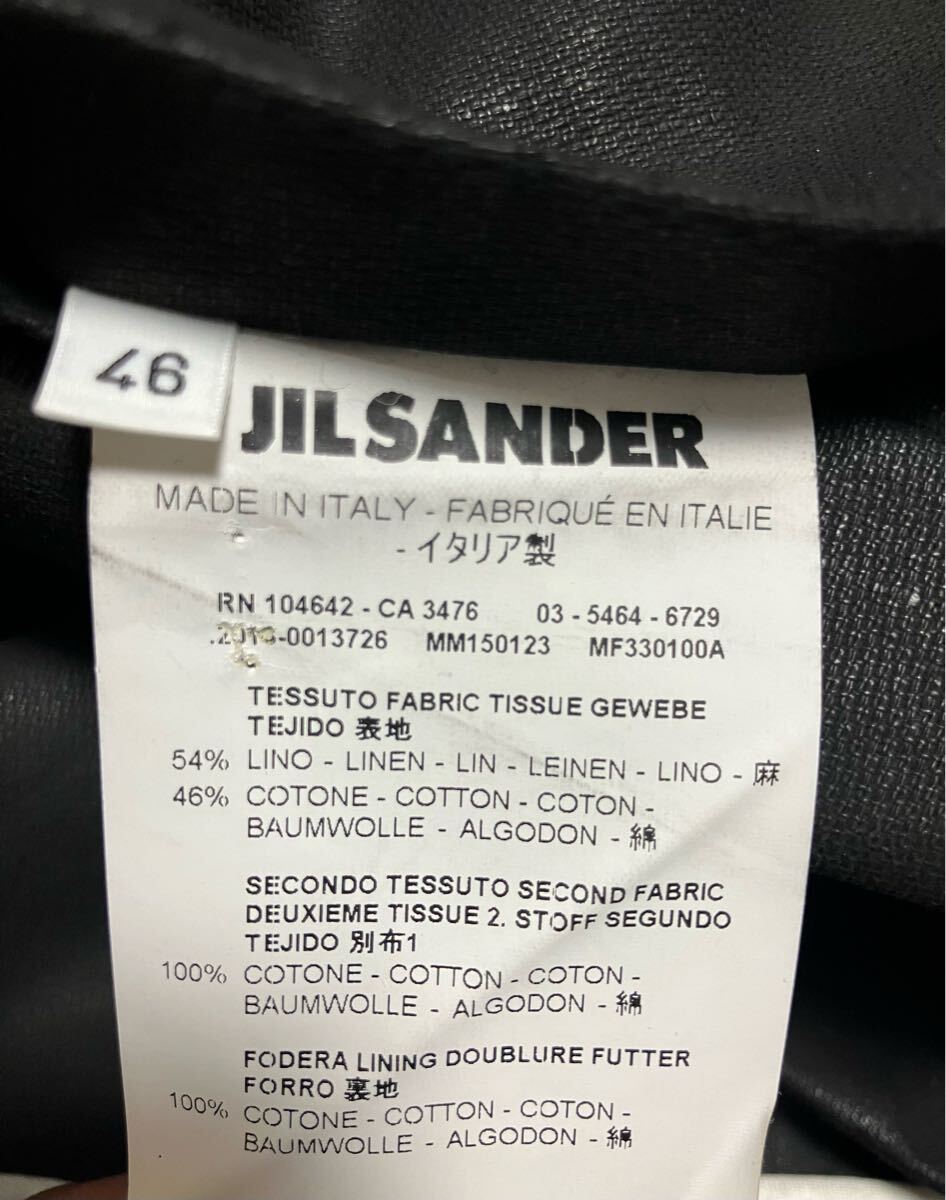 46
JIL SANDER
MADE IN ITALY - FABRIQUÉ EN ITALIE
- イタリア製
RN 104642 - CA 3476 03 - 5464 - 6729
-0013726 MM150123 MF330100A
TESSUTO FABRIC TISSUE GEWEBE
TEJIDO 表地
54% LINO - LINEN - LIN - LEINEN - LINO - 麻
46% COTONE - COTTON - COTON -
BAUMWOLLE - ALGODON - 綿
SECONDO TESSUTO SECOND FABRIC
DEUXIEME TISSUE 2. STOFF SEGUNDO
TEJIDO 別布1
100% COTONE - COTTON - COTON -
BAUMWOLLE - ALGODON - 綿
FODERA LINING DOUBLURE FUTTER
FORRO 裏地
100% COTONE - COTTON - COTON -
BAUMWOLLE - ALGODON - 綿